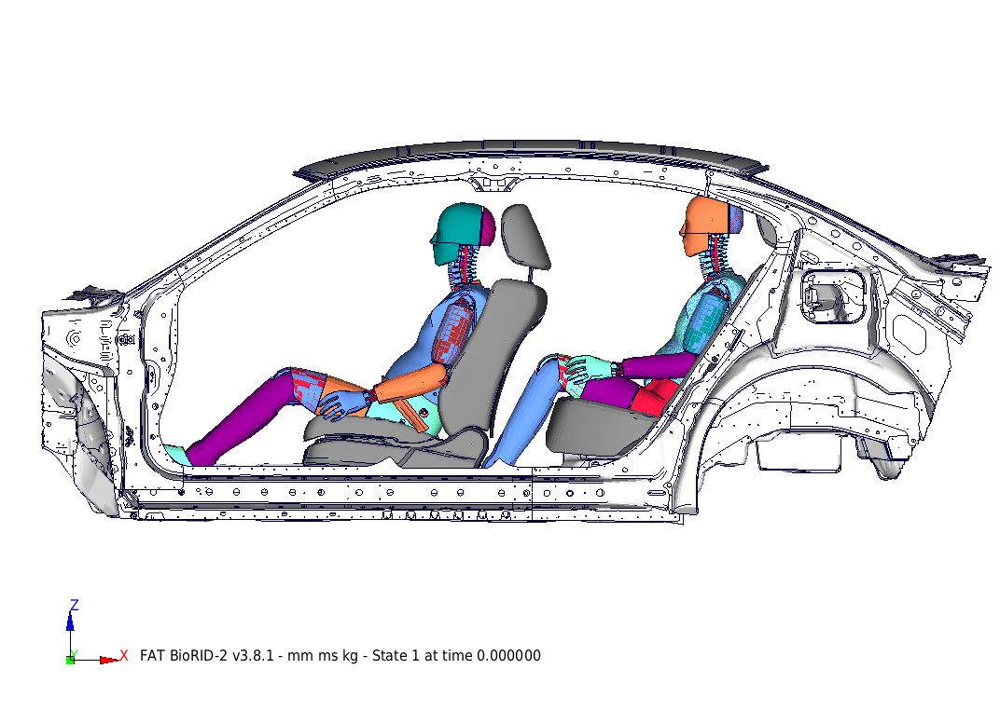 Z
Y
X
FAT BioRID-2 v3.8.1 - mm ms kg - State 1 at time 0.000000